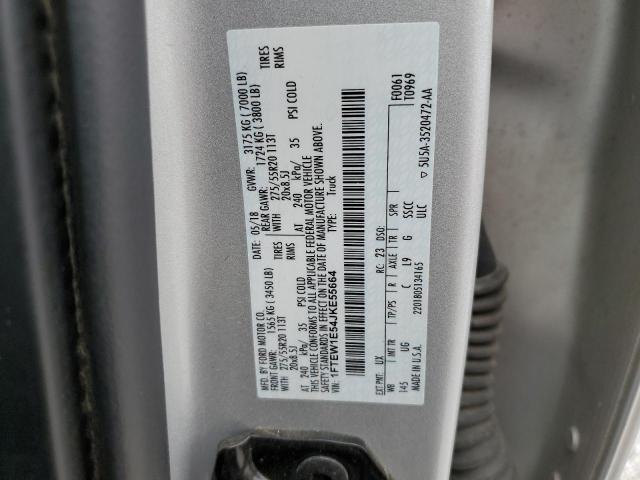 MFD. BY FORD MOTOR CO.
DATE: 05/18 GVWR: 3175 KG ( 7000 LB)
FRONT GAWR: 1565 KG ( 3450 LB) REAR GAWR: 1724 KG ( 3800 LB)
WITH 275/55R20 113T TIRES WITH 275/55R20 113T TIRES
20x8.5J RIMS 20x8.5J RIMS
AT 240 kPa/ 35 PSI COLD AT 240 kPa/ 35 PSI COLD
THIS VEHICLE CONFORMS TO ALL APPLICABLE FEDERAL MOTOR VEHICLE
SAFETY STANDARDS IN EFFECT ON THE DATE OF MANUFACTURE SHOWN ABOVE.
VIN: 1FTEW1E54JKE55664 TYPE: Truck
F0061
T0969
EXT PNT: UX RC: 23 DSO:
WB INT TR TP/PS R AXLE TR SPR
145 UG C L9 G SSCC
ULC
MADE IN U.S.A. 2201805134165
▽ 5U5A-3520472-AA